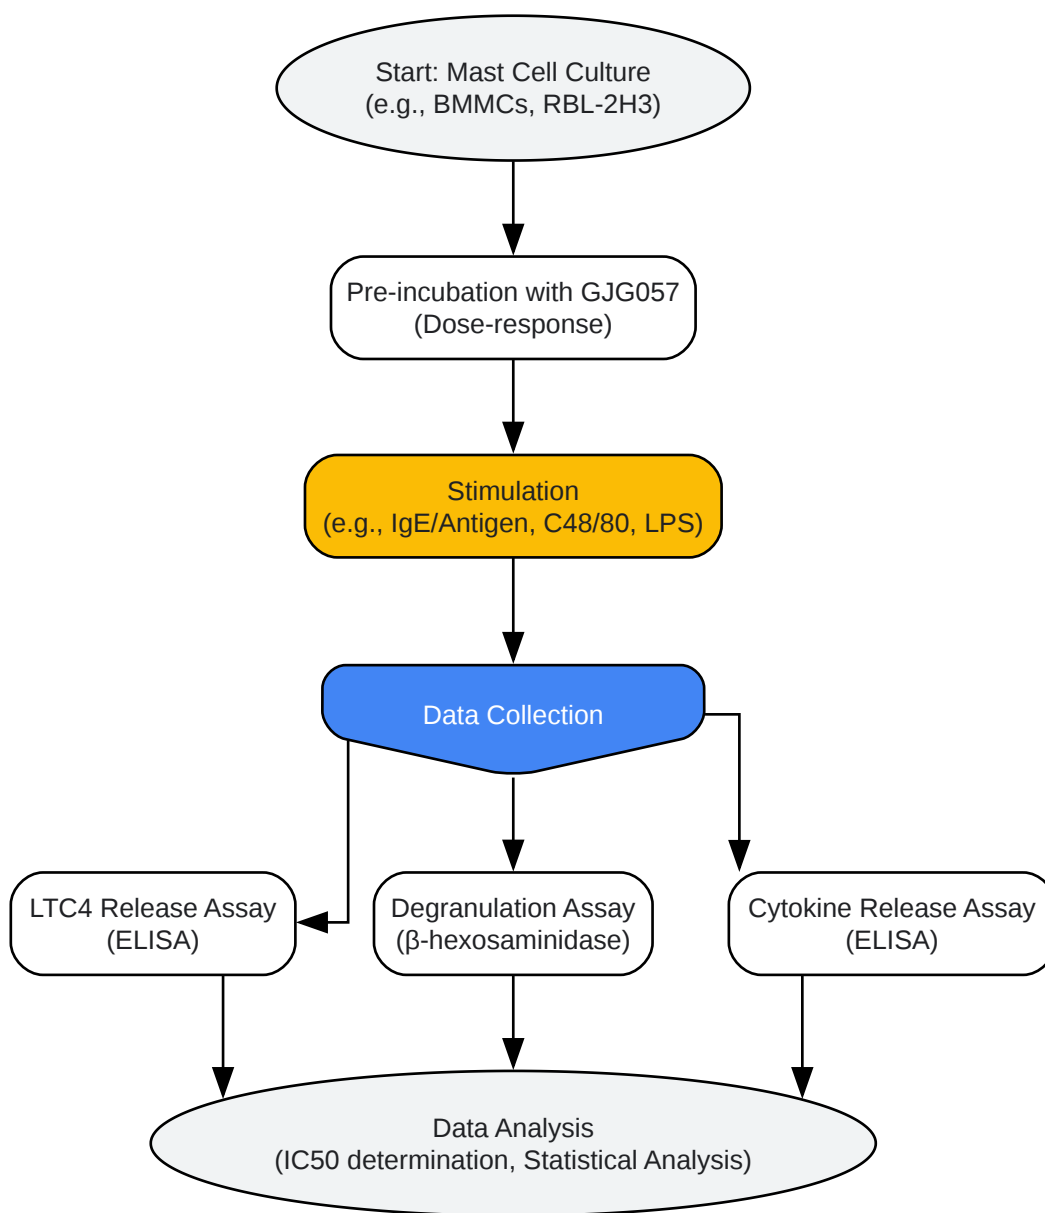 Start: Mast Cell Culture
(e.g., BMMCs, RBL-2H3)
Pre-incubation with GJG057
(Dose-response)
Stimulation
(e.g., IgE/Antigen, C48/80, LPS)
Data Collection
LTC4 Release Assay
(ELISA)
Degranulation Assay
(β-hexosaminidase)
Cytokine Release Assay
(ELISA)
Data Analysis
(IC50 determination, Statistical Analysis)